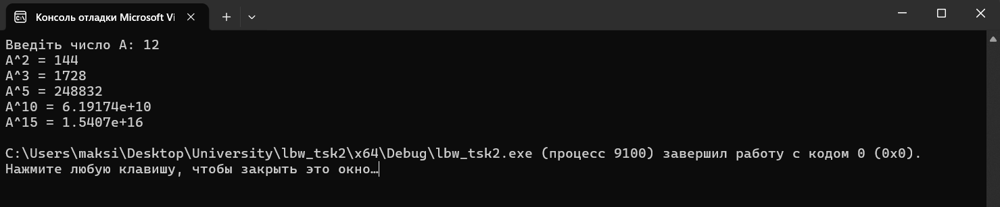 Консоль отладки Microsoft Vi
Введіть число A: 12
A^2 = 144
A^3 = 1728
A^5 = 248832
A^10 = 6.19174e+10
A^15 = 1.5407e+16
C:\Users\maksi\Desktop\University\lbw_tsk2\x64\Debug\lbw_tsk2.exe (процесс 9100) завершил работу с кодом 0 (0x0).
Нажмите любую клавишу, чтобы закрыть это окно…